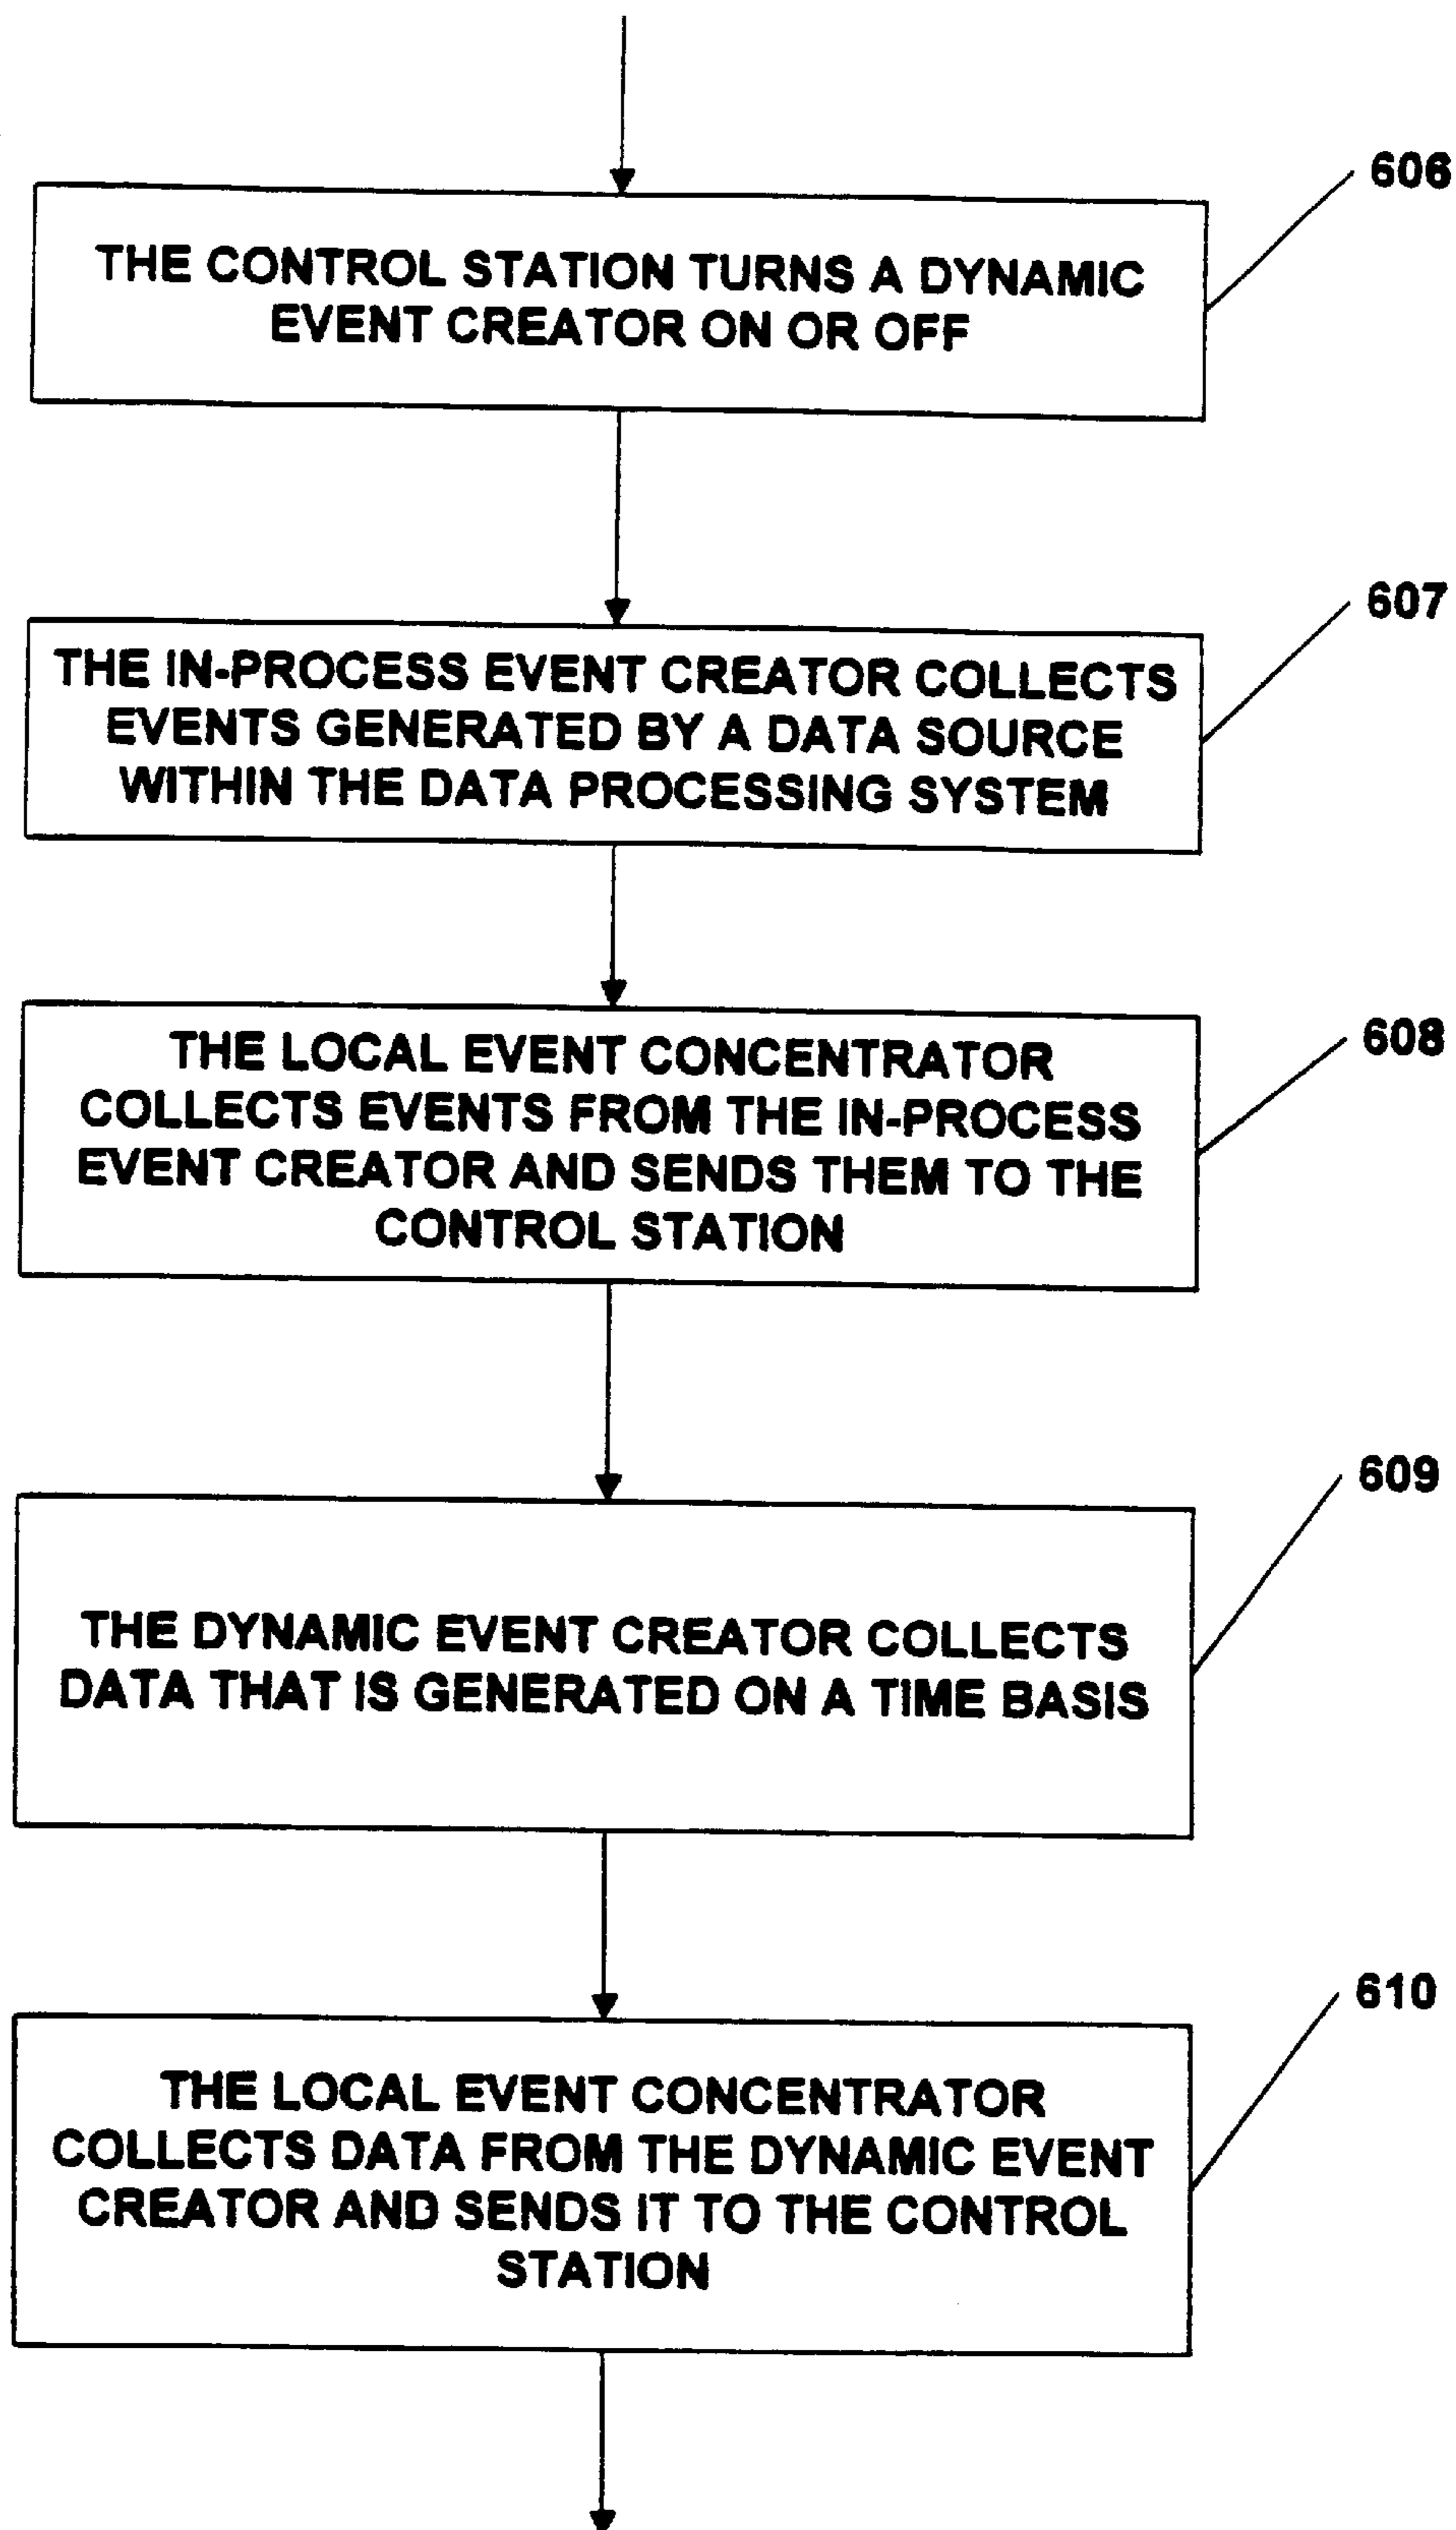 606
THE CONTROL STATION TURNS A DYNAMIC
EVENT CREATOR ON OR OFF
607
THE IN-PROCESS EVENT CREATOR COLLECTS
EVENTS GENERATED BY A DATA SOURCE
WITHIN THE DATA PROCESSING SYSTEM
608
THE LOCAL EVENT CONCENTRATOR
COLLECTS EVENTS FROM THE IN-PROCESS
EVENT CREATOR AND SENDS THEM TO THE
CONTROL STATION
609
THE DYNAMIC EVENT CREATOR COLLECTS
DATA THAT IS GENERATED ON A TIME BASIS
610
THE LOCAL EVENT CONCENTRATOR
COLLECTS DATA FROM THE DYNAMIC EVENT
CREATOR AND SENDS IT TO THE CONTROL
STATION